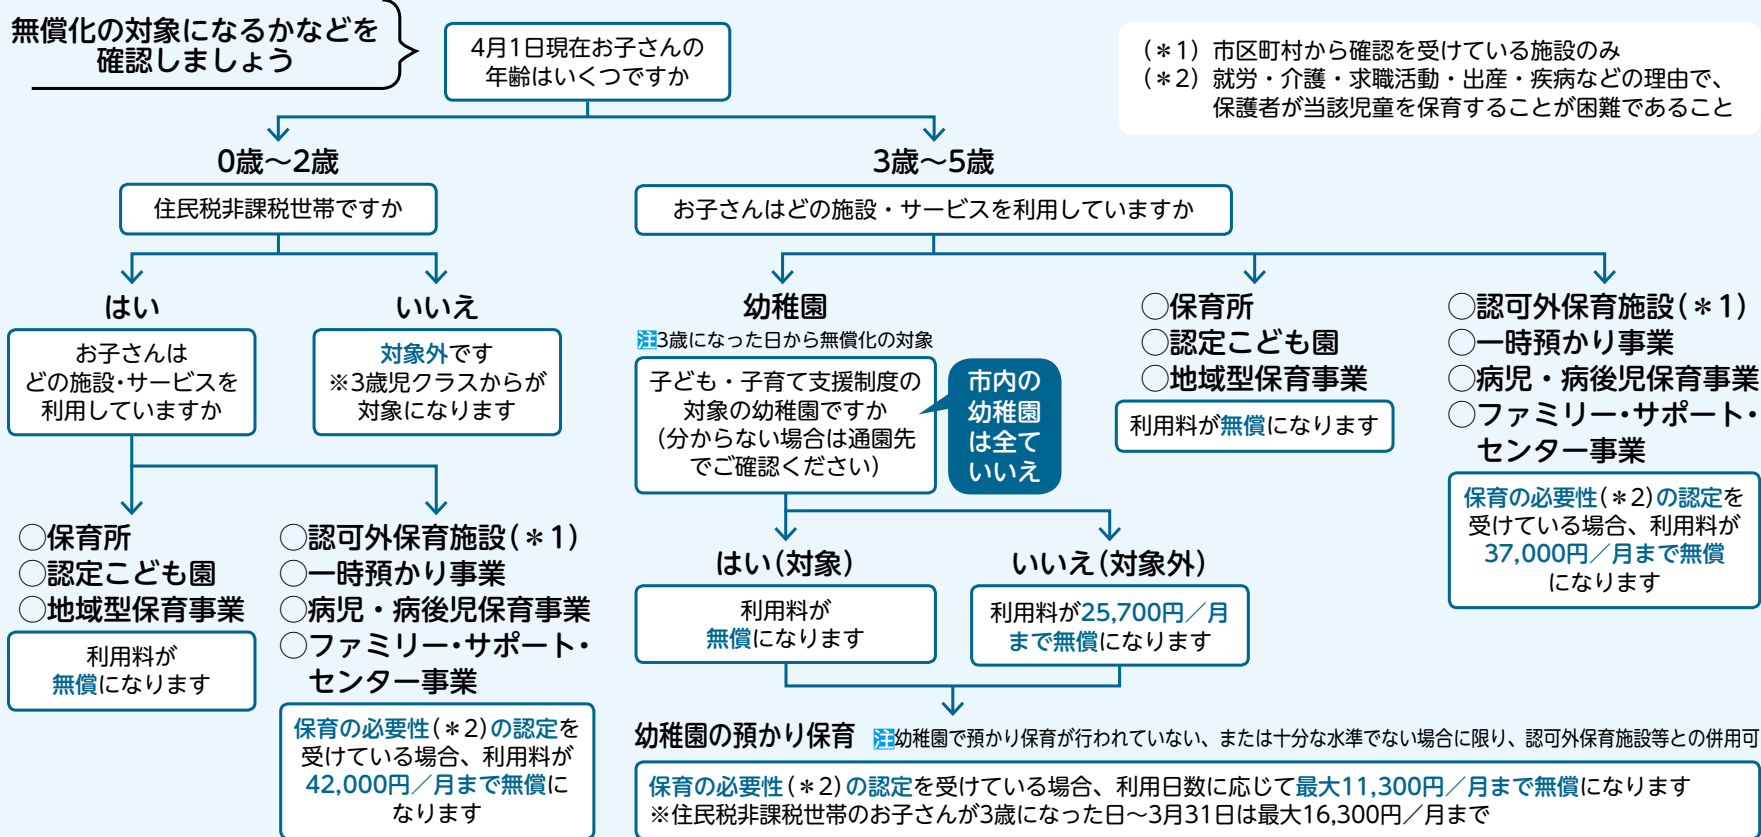 無償化の対象になるかなどを
確認しましょう
4月1日現在お子さんの
年齢はいくつですか
(＊1) 市区町村から確認を受けている施設のみ
(＊2) 就労・介護・求職活動・出産・疾病などの理由で、
保護者が当該児童を保育することが困難であること
0歳～2歳
住民税非課税世帯ですか
はい
お子さんは
どの施設・サービスを
利用していますか
いいえ
対象外です
※3歳児クラスからが
対象になります
○保育所
○認定こども園
○地域型保育事業
利用料が
無償になります
○認可外保育施設(＊1)
○一時預かり事業
○病児・病後児保育事業
○ファミリー・サポート・
センター事業
保育の必要性(＊2)の認定を
受けている場合、利用料が
42,000円／月まで無償に
なります
3歳～5歳
お子さんはどの施設・サービスを利用していますか
幼稚園
注3歳になった日から無償化の対象
子ども・子育て支援制度の
対象の幼稚園ですか
(分からない場合は通園先
でご確認ください)
市内の
幼稚園
は全て
いいえ
はい(対象)
利用料が
無償になります
いいえ(対象外)
利用料が25,700円／月
まで無償になります
○保育所
○認定こども園
○地域型保育事業
利用料が無償になります
○認可外保育施設(＊1)
○一時預かり事業
○病児・病後児保育事業
○ファミリー・サポート・
センター事業
保育の必要性(＊2)の認定を
受けている場合、利用料が
37,000円／月まで無償
になります
幼稚園の預かり保育 注幼稚園で預かり保育が行われていない、または十分な水準でない場合に限り、認可外保育施設等との併用可
保育の必要性(＊2)の認定を受けている場合、利用日数に応じて最大11,300円／月まで無償になります
※住民税非課税世帯のお子さんが3歳になった日～3月31日は最大16,300円／月まで